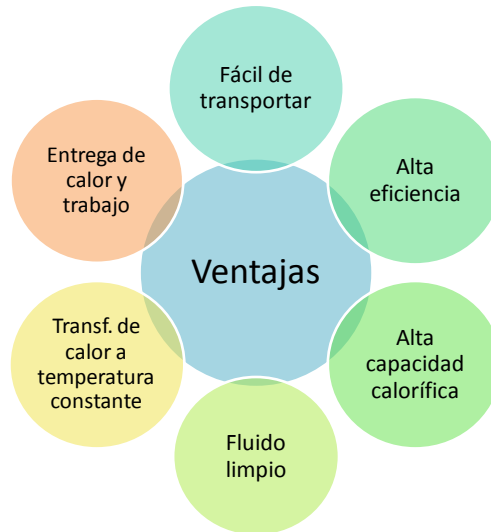 Fácil de
transportar
Alta
eficiencia
Alta
capacidad
calorífica
Fluido
limpio
Transf. de
calor a
temperatura
constante
Entrega de
calor y
trabajo
Ventajas